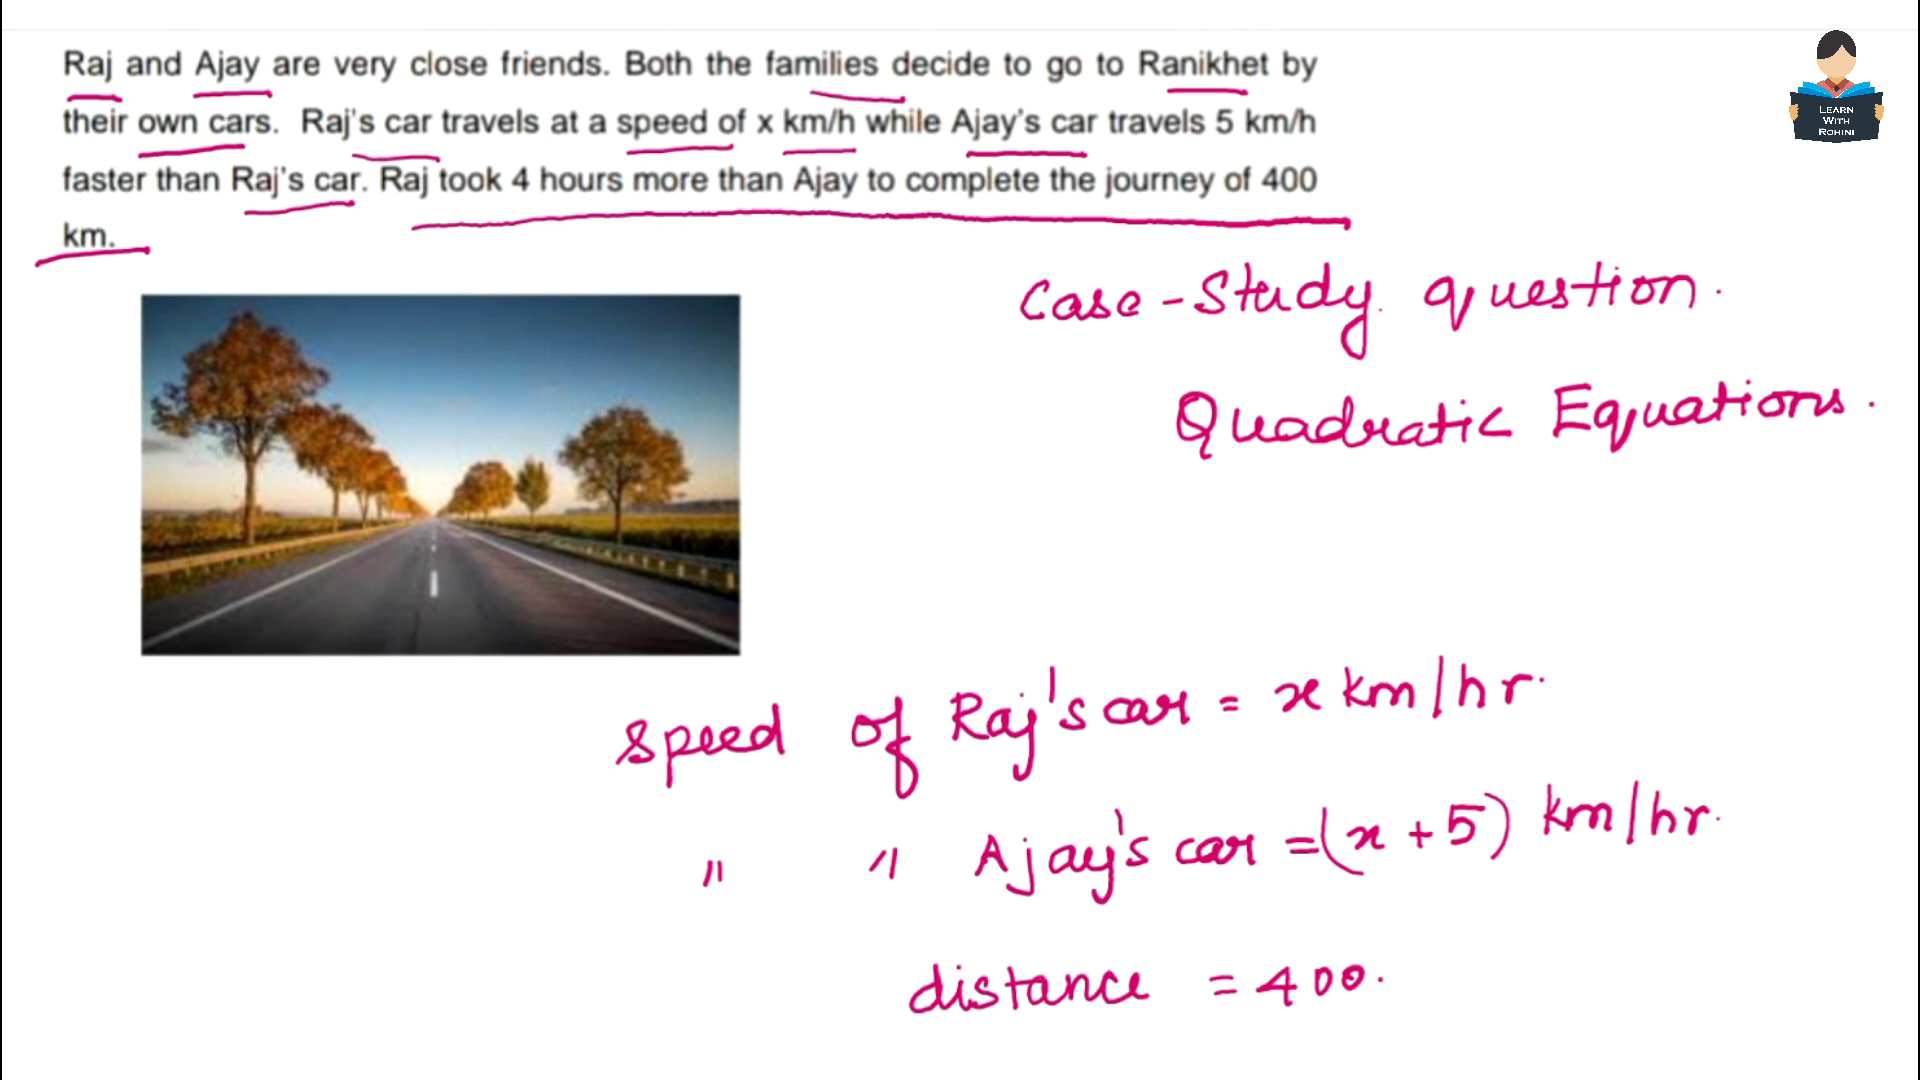 Raj and Ajay are very close friends. Both the families decide to go to Ranikhet by
their own cars. Raj's car travels at a speed of x km/h while Ajay's car travels 5 km/h
faster than Raj's car. Raj took 4 hours more than Ajay to complete the journey of 400
km.
LEARN
WITH
ROHINI
Case-Study question.
Quadratic Equations.
speed of Raj's car = x km/hr.
" " Ajay's car = (x + 5) km/hr.
distance = 400.